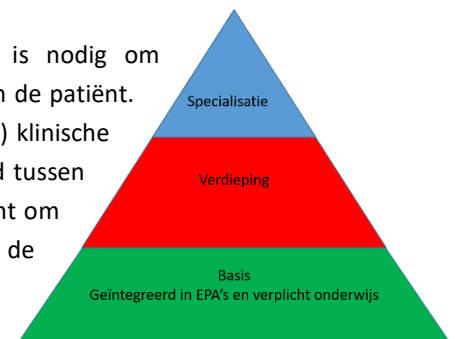 is nodig om
n de patiënt.
) klinische
d tussen
nt om
de
Specialisatie
Verdieping
Basis
Geïntegreerd in EPA's en verplicht onderwijs